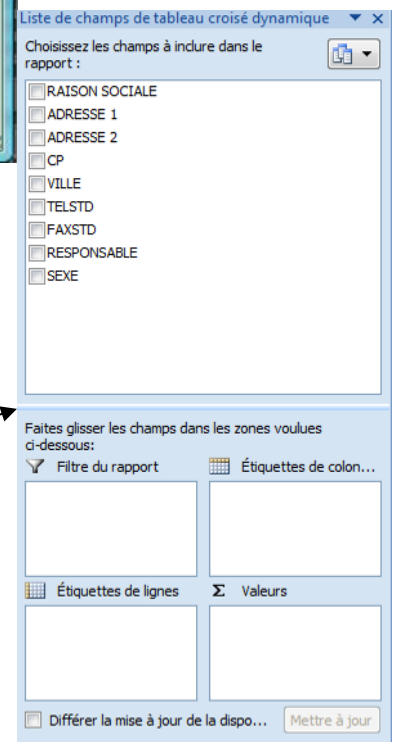 Liste de champs de tableau croisé dynamique
Choisissez les champs à inclure dans le
rapport :
RAISON SOCIALE
ADRESSE 1
ADRESSE 2
CP
VILLE
TELSTD
FAXSTD
RESPONSABLE
SEXE
Faites glisser les champs dans les zones voulues
ci-dessous:
Filtre du rapport
Étiquettes de colon...
Étiquettes de lignes
Σ Valeurs
Différer la mise à jour de la dispo...
Mettre à jour